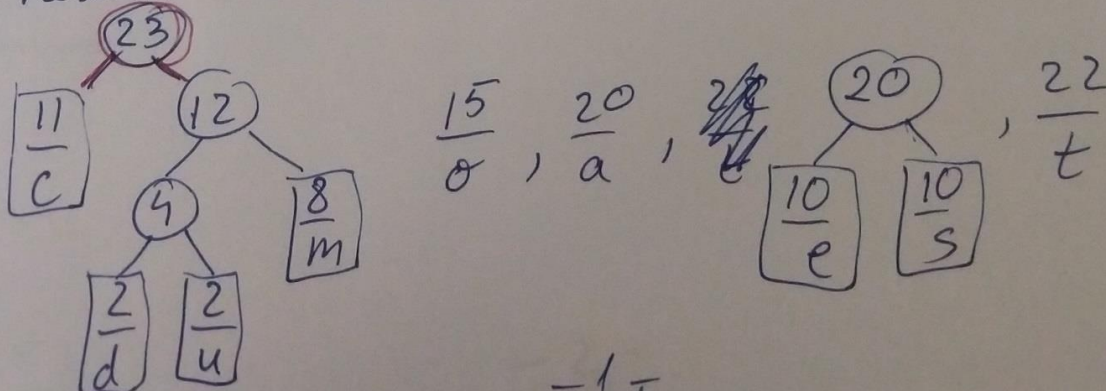 23
11/c 12 15/o , 20/a , 20 , 22/t
4 8/m 10/e 10/s
2/d 2/u
-1-